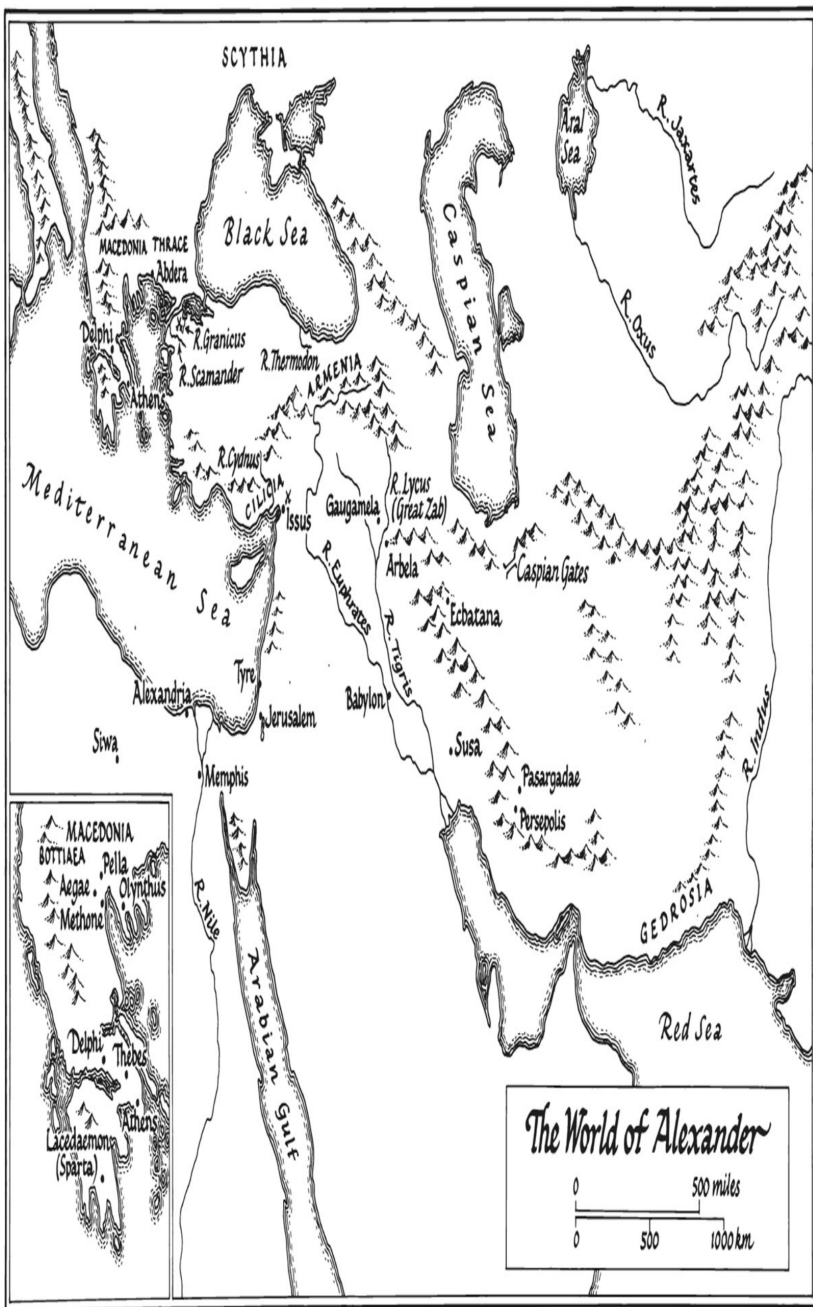 SCYTHIA
Aral
Sea
R. Jaxartes
Black Sea
Caspian Sea
MACEDONIA THRACE
Abdera
R. Oxus
Delphi
R. Granicus
R. Thermodon
R. Scamander
ARMENIA
Athens
R. Cydnus
CILICIA
Issus
Gaugamela
R. Lycus
(Great Zab)
Mediterranean Sea
Arbela
Caspian Gates
R. Euphrates
Ecbatana
R. Tigris
Tyre
Alexandria
Babylon
Jerusalem
R. Indus
Siwa
Susa
Memphis
Pasargadae
Persepolis
R. Nile
GEDROSIA
Arabian Gulf
Red Sea
MACEDONIA
BOTTIAEA
Pella
Aegae
Olynthus
Methone
Delphi
Thebes
Athens
Lacedaemon
(Sparta)
The World of Alexander
0 500 miles
0 500 1000 km